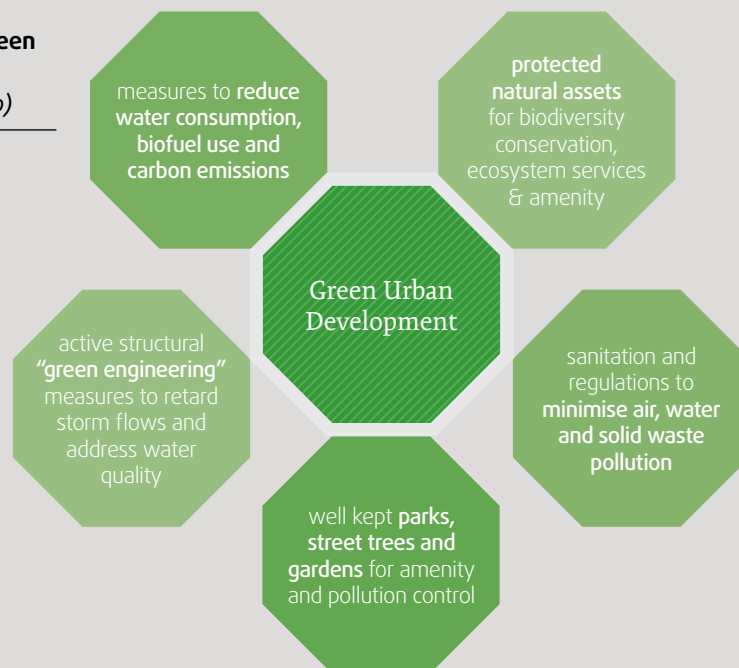 een
)
measures to reduce
water consumption,
biofuel use and
carbon emissions
protected
natural assets
for biodiversity
conservation,
ecosystem services
& amenity
Green Urban
Development
active structural
“green engineering”
measures to retard
storm flows and
address water
quality
sanitation and
regulations to
minimise air, water
and solid waste
pollution
well kept parks,
street trees and
gardens for amenity
and pollution control